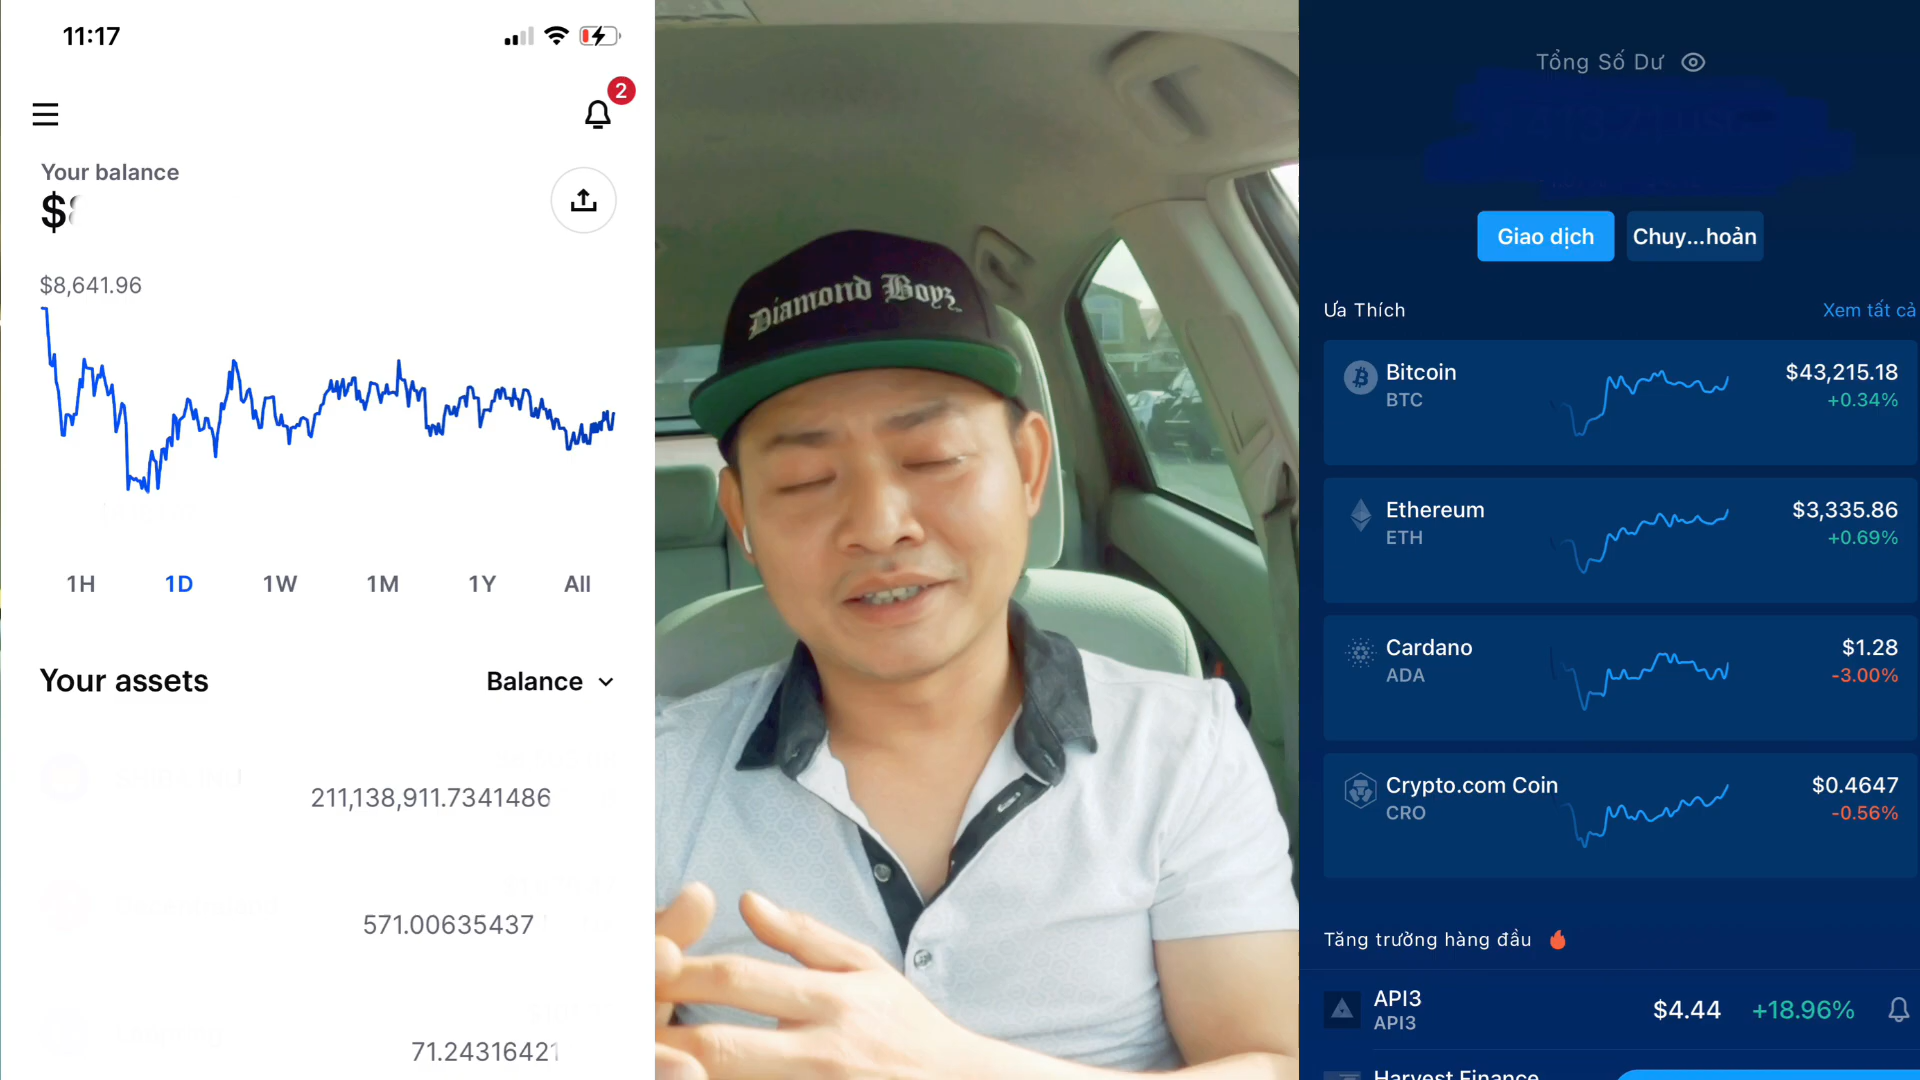 11:17
2
Your balance
$8
$8,641.96
1H 1D 1W 1M 1Y All
Your assets Balance
211,138,911.7341486
571.00635437
71.24316421
Diamond Boyz
Tổng Số Dư
Giao dịch Chuy...hoản
Ưa Thích Xem tất cả
Bitcoin $43,215.18
BTC +0.34%
Ethereum $3,335.86
ETH +0.69%
Cardano $1.28
ADA -3.00%
Crypto.com Coin $0.4647
CRO -0.56%
Tăng trưởng hàng đầu
API3 $4.44 +18.96%
API3
Harvest Finance